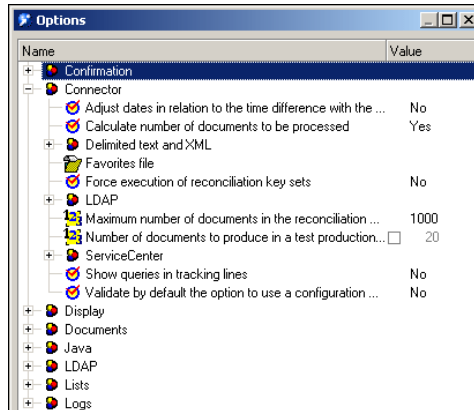 Options
Name Value
Confirmation
Connector
Adjust dates in relation to the time difference with the ... No
Calculate number of documents to be processed Yes
Delimited text and XML
Favorites file
Force execution of reconciliation key sets No
LDAP
Maximum number of documents in the reconciliation ... 1000
Number of documents to produce in a test production... 20
ServiceCenter
Show queries in tracking lines No
Validate by default the option to use a configuration ... No
Display
Documents
Java
LDAP
Lists
Logs